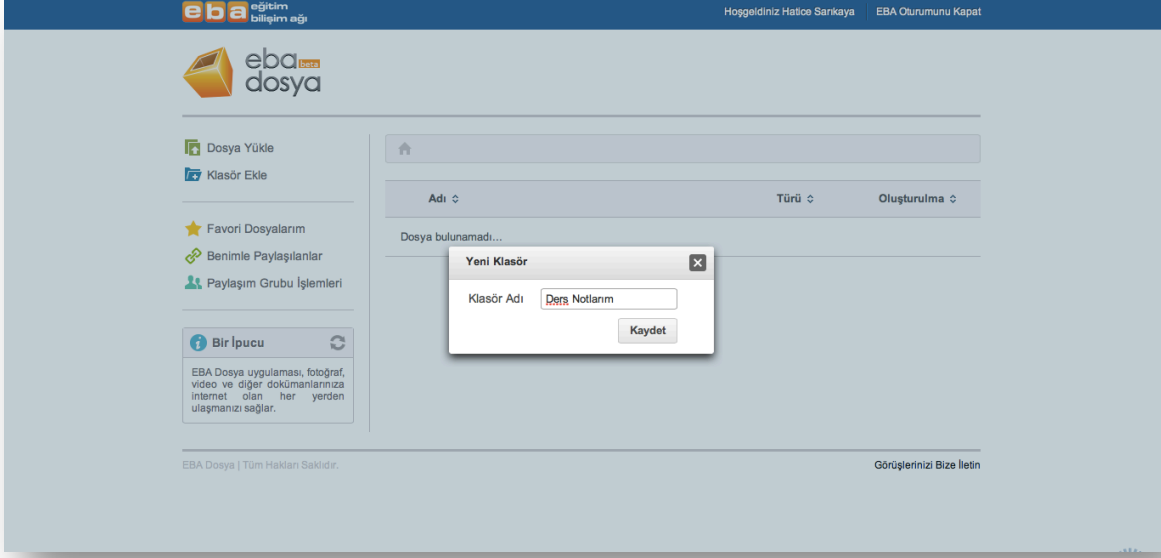 eba eğitim
bilişim ağı
Hoşgeldiniz Hatice Sarıkaya EBA Oturumunu Kapat
eba beta
dosya
Dosya Yükle
Klasör Ekle
Favori Dosyalarım
Benimle Paylaşılanlar
Paylaşım Grubu İşlemleri
Bir İpucu
EBA Dosya uygulaması, fotoğraf,
video ve diğer dokümanlarınıza
internet olan her yerden
ulaşmanızı sağlar.
Adı Türü Oluşturulma
Dosya bulunamadı...
Yeni Klasör
Klasör Adı Ders Notlarım
Kaydet
EBA Dosya | Tüm Hakları Saklıdır.
Görüşlerinizi Bize İletin